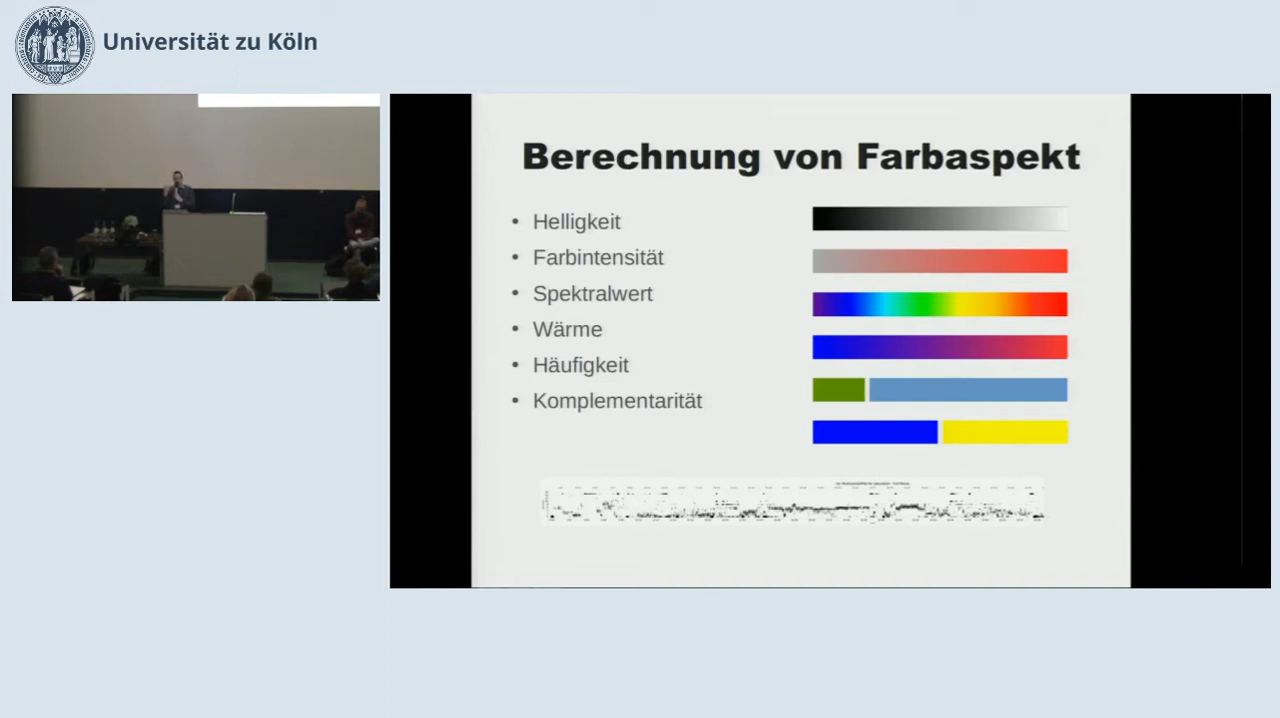 Universität zu Köln
Berechnung von Farbaspekt
• Helligkeit
• Farbintensität
• Spektralwert
• Wärme
• Häufigkeit
• Komplementarität